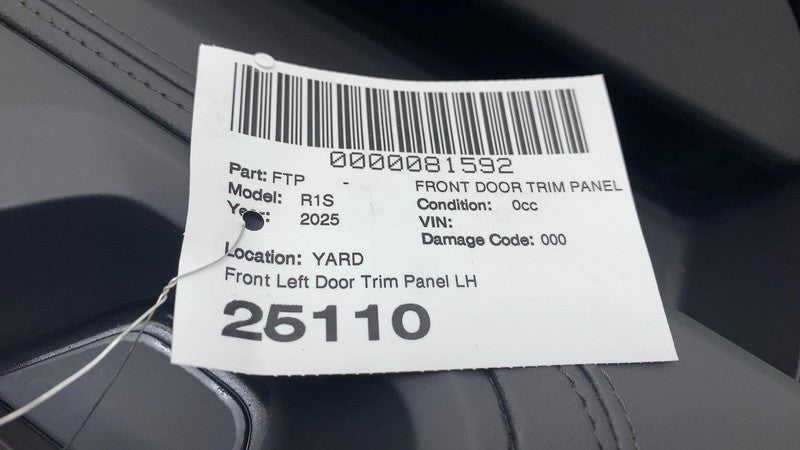 0000081592
Part: FTP - FRONT DOOR TRIM PANEL
Model: R1S Condition: 0cc
Year: 2025 VIN:
Damage Code: 000
Location: YARD
Front Left Door Trim Panel LH
25110